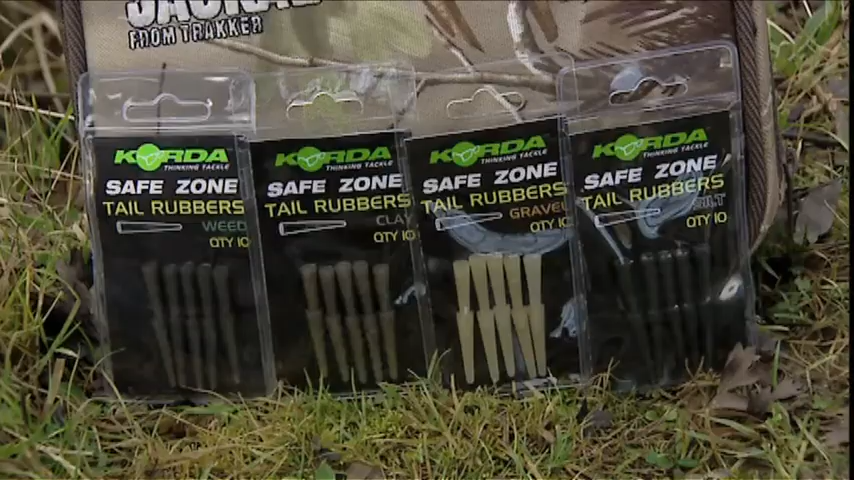 JACKAL
FROM TRAKKER
KORDA
THINKING TACKLE
SAFE ZONE
TAIL RUBBERS
WEED
QTY 10
KORDA
THINKING TACKLE
SAFE ZONE
TAIL RUBBERS
CLAY
QTY 10
KORDA
THINKING TACKLE
SAFE ZONE
TAIL RUBBERS
GRAVEL
QTY 10
KORDA
THINKING TACKLE
SAFE ZONE
TAIL RUBBERS
SILT
QTY 10